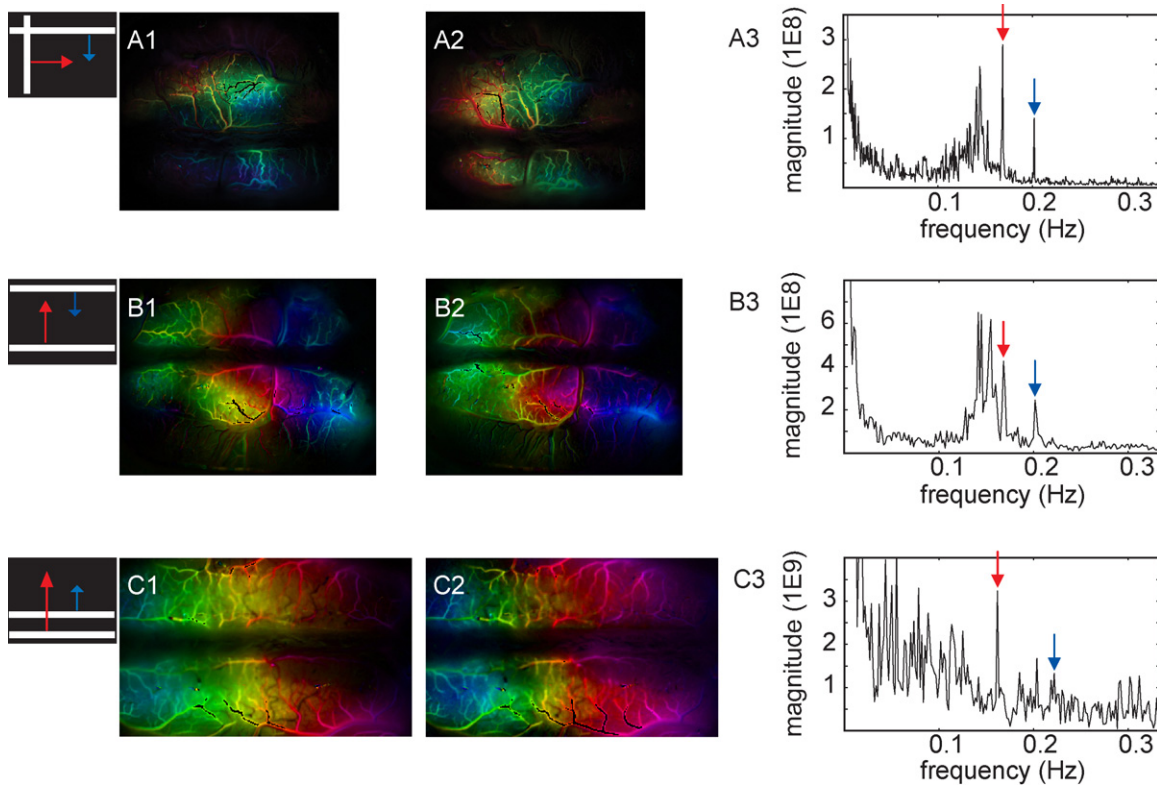 A1
A2
A3
magnitude (1E8)
3
2
1
0.1
0.2
0.3
frequency (Hz)
B1
B2
B3
magnitude (1E8)
6
4
2
0.1
0.2
0.3
frequency (Hz)
C1
C2
C3
magnitude (1E9)
3
2
1
0.1
0.2
0.3
frequency (Hz)